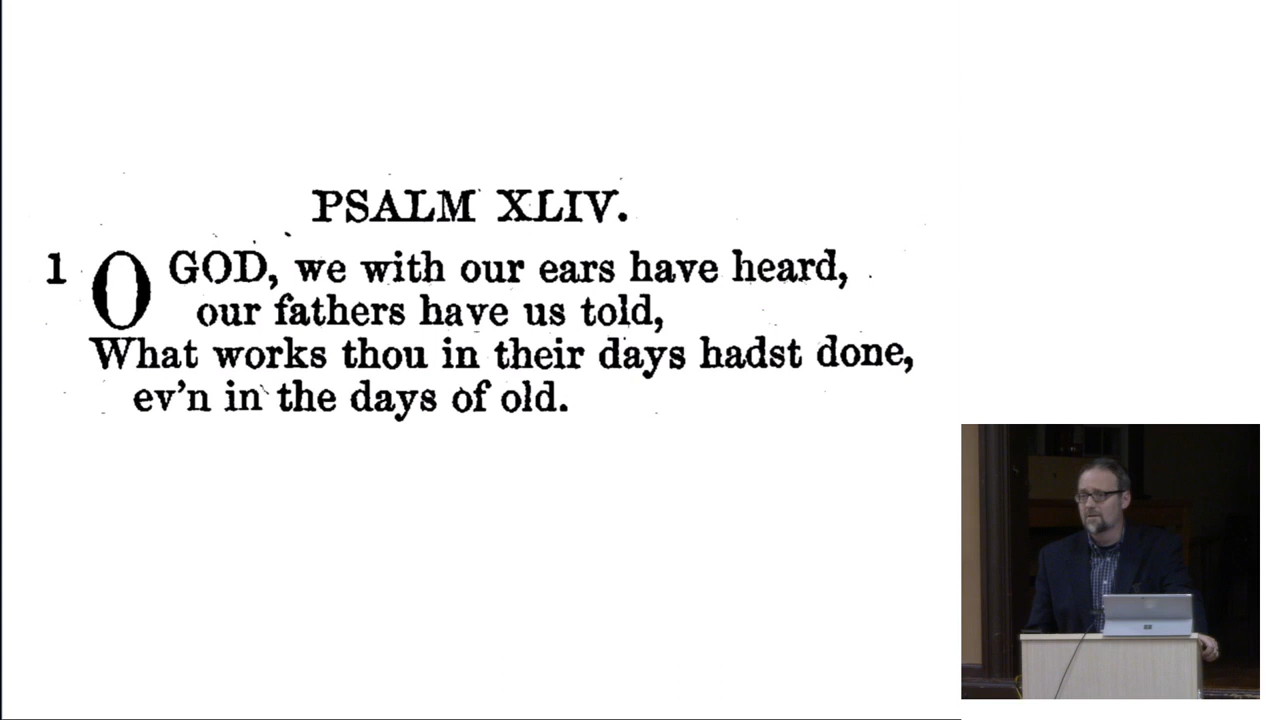 PSALM XLIV.
1 O GOD, we with our ears have heard,
our fathers have us told,
What works thou in their days hadst done,
ev'n in the days of old.